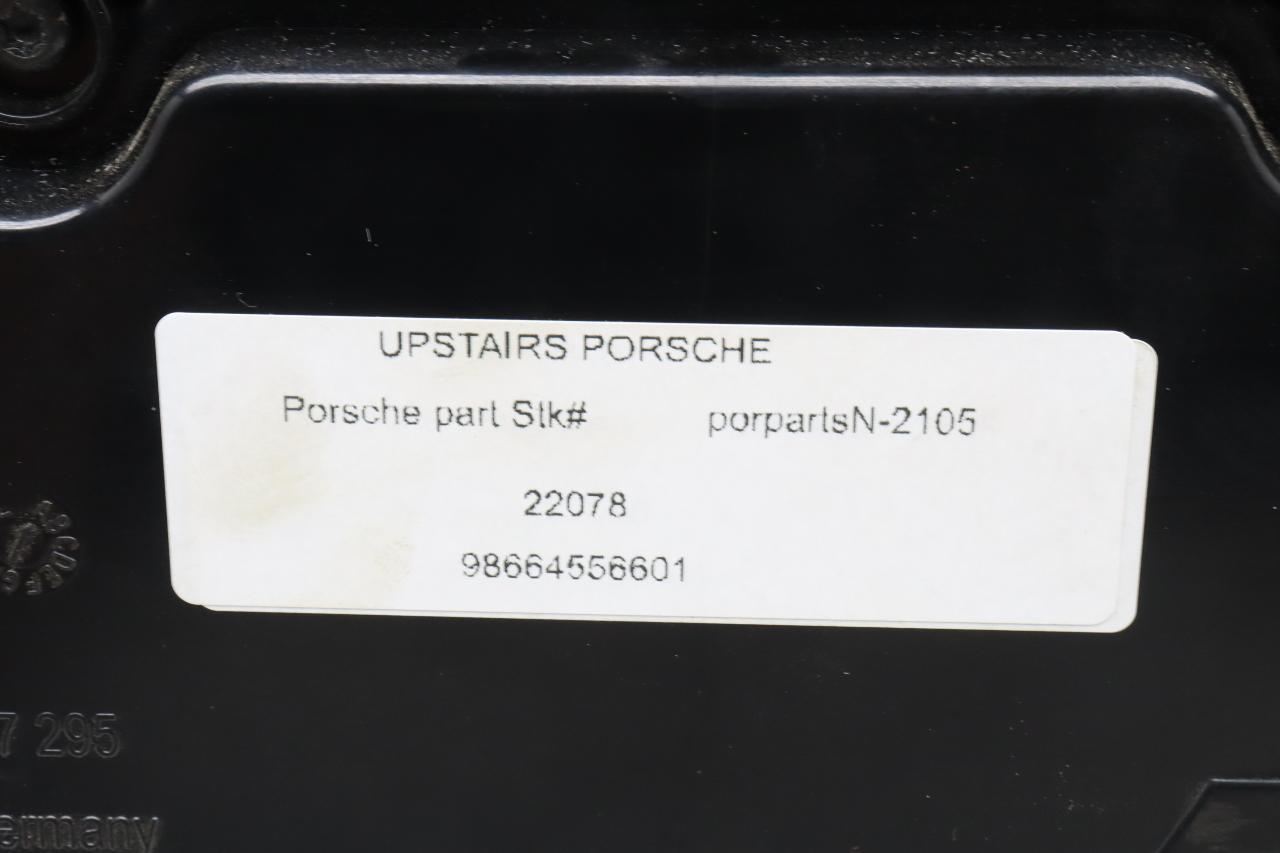 UPSTAIRS PORSCHE
Porsche part Stk# porpartsN-2105
22078
98664556601
7 295
ermany